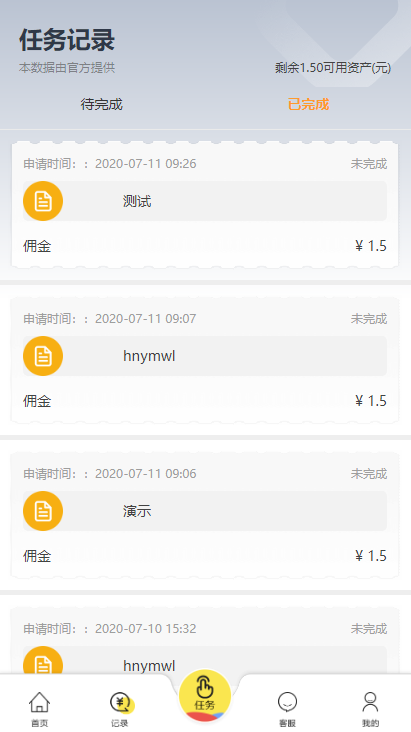 任务记录
本数据由官方提供 剩余1.50可用资产(元)
待完成 已完成
申请时间：: 2020-07-11 09:26 未完成
测试
佣金 ¥ 1.5
申请时间：: 2020-07-11 09:07 未完成
hnymwl
佣金 ¥ 1.5
申请时间：: 2020-07-11 09:06 未完成
演示
佣金 ¥ 1.5
申请时间：: 2020-07-10 15:32 未完成
hnymwl
首页 记录 任务 客服 我的